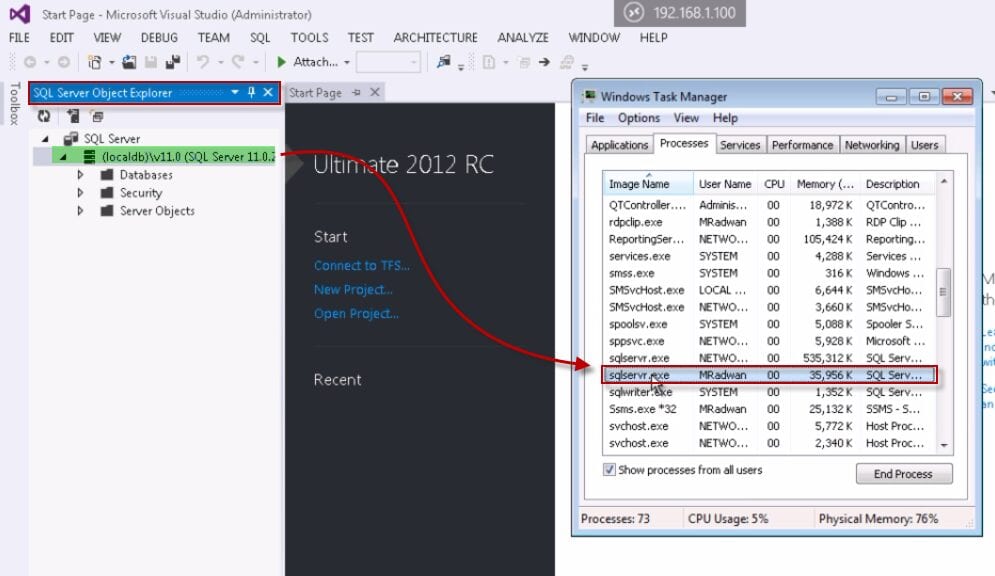 Start Page - Microsoft Visual Studio (Administrator)
192.168.1.100
FILE EDIT VIEW DEBUG TEAM SQL TOOLS TEST ARCHITECTURE ANALYZE WINDOW HELP
Attach...
Toolbox
SQL Server Object Explorer
SQL Server
(localdb)\v11.0 (SQL Server 11.0.2
Databases
Security
Server Objects
Start Page
Ultimate 2012 RC
Start
Connect to TFS...
New Project...
Open Project...
Recent
Windows Task Manager
File Options View Help
Applications Processes Services Performance Networking Users
Image Name User Name CPU Memory (... Description
QTController.... Adminis... 00 18,972 K QTContro...
rdpclip.exe MRadwan 00 1,388 K RDP Clip ...
ReportingSer... NETWO... 00 105,424 K Reporting...
services.exe SYSTEM 00 4,288 K Services ...
smss.exe SYSTEM 00 316 K Windows ...
SMSvcHost.exe LOCAL ... 00 6,644 K SMSvcHo...
SMSvcHost.exe NETWO... 00 3,660 K SMSvcHo...
spoolsv.exe SYSTEM 00 5,088 K Spooler S...
sppsvc.exe NETWO... 00 5,928 K Microsoft ...
sqlservr.exe NETWO... 00 535,312 K SQL Serv...
sqlservr.exe MRadwan 00 35,956 K SQL Serv...
sqlwriter.exe SYSTEM 00 1,352 K SQL Serv...
Ssms.exe *32 MRadwan 00 25,132 K SSMS - S...
svchost.exe NETWO... 00 5,772 K Host Proc...
svchost.exe NETWO... 00 2,340 K Host Proc...
Show processes from all users
End Process
Processes: 73 CPU Usage: 5% Physical Memory: 76%